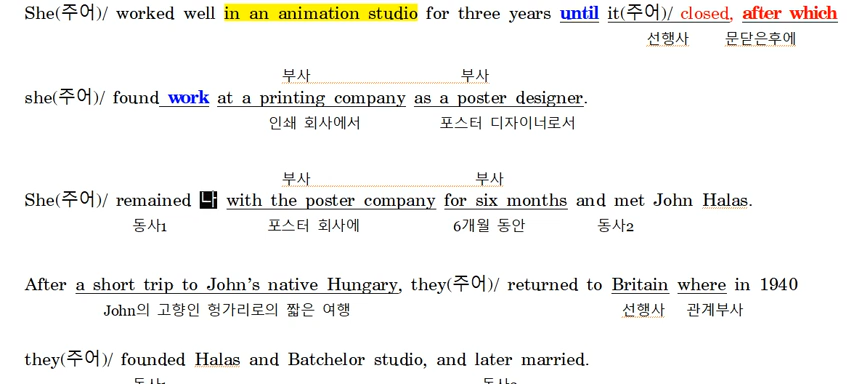 She(주어)/ worked well in an animation studio for three years until it(주어)/ closed, after which
선행사 문닫은후에
부사 부사
she(주어)/ found work at a printing company as a poster designer.
인쇄 회사에서 포스터 디자이너로서
부사 부사
She(주어)/ remained 나 with the poster company for six months and met John Halas.
동사1 포스터 회사에 6개월 동안 동사2
After a short trip to John's native Hungary, they(주어)/ returned to Britain where in 1940
John의 고향인 헝가리로의 짧은 여행 선행사 관계부사
they(주어)/ founded Halas and Batchelor studio, and later married.